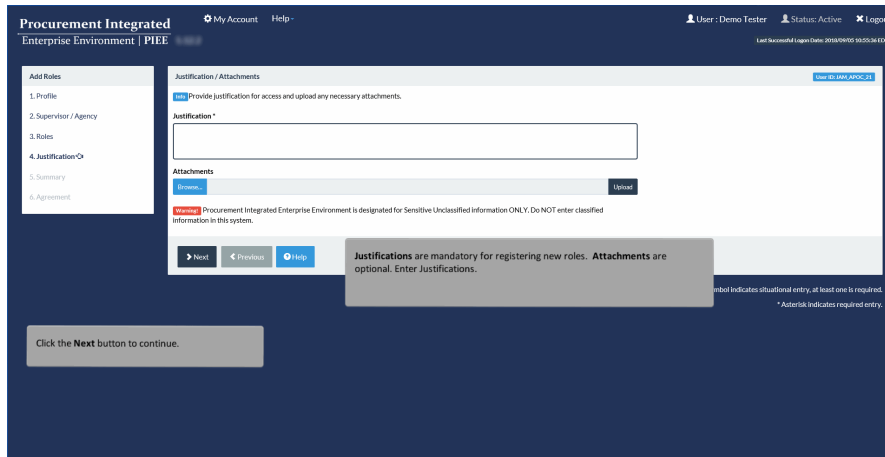 Procurement Integrated
Enterprise Environment | PIEE
My Account
Help
User : Demo Tester
Status: Active
Logon
Last Successful Logon Date: 2018/09/05 10:55:36 ED
Add Roles
1. Profile
2. Supervisor / Agency
3. Roles
4. Justification
5. Summary
6. Agreement
Justification / Attachments
User ID: JAM_APOC_21
Info Provide justification for access and upload any necessary attachments.
Justification *
Attachments
Browse...
Upload
Warning! Procurement Integrated Enterprise Environment is designated for Sensitive Unclassified information ONLY. Do NOT enter classified
information in this system.
Next
Previous
Help
Justifications are mandatory for registering new roles. Attachments are
optional. Enter Justifications.
mbol indicates situational entry, at least one is required.
* Asterisk indicates required entry.
Click the Next button to continue.